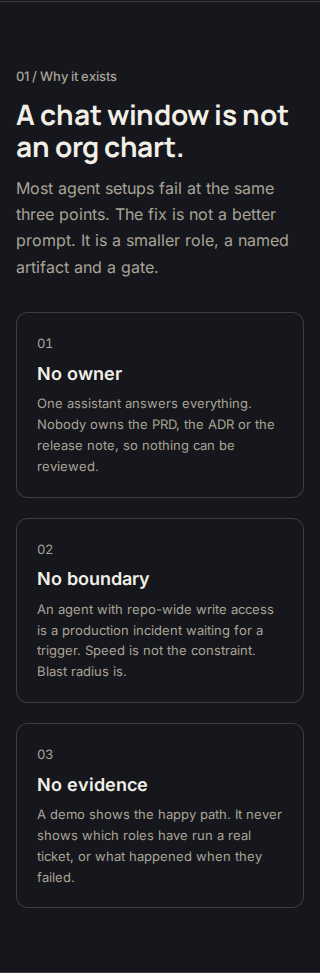 01 / Why it exists
A chat window is not
an org chart.
Most agent setups fail at the same
three points. The fix is not a better
prompt. It is a smaller role, a named
artifact and a gate.
01
No owner
One assistant answers everything.
Nobody owns the PRD, the ADR or the
release note, so nothing can be
reviewed.
02
No boundary
An agent with repo-wide write access
is a production incident waiting for a
trigger. Speed is not the constraint.
Blast radius is.
03
No evidence
A demo shows the happy path. It never
shows which roles have run a real
ticket, or what happened when they
failed.